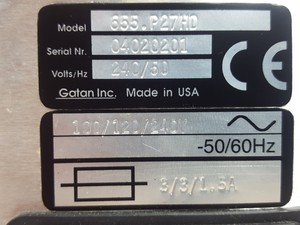 Model 655.P27HD
Serial Nr. 04020201
Volts/Hz 240/50
CE
Gatan Inc. Made in USA
100/120/240V
-50/60Hz
3/3/1.5A